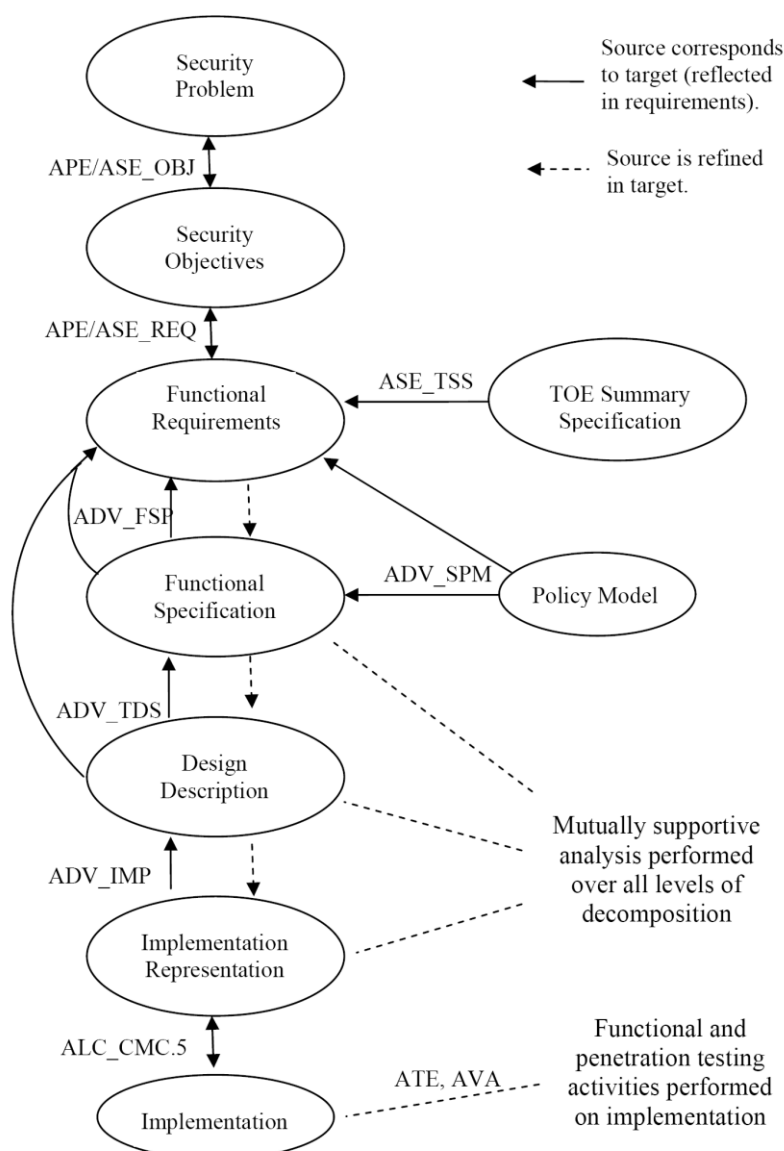 Security
Problem
Source corresponds
to target (reflected
in requirements).
APE/ASE_OBJ
Source is refined
in target.
Security
Objectives
APE/ASE_REQ
Functional
Requirements
ASE_TSS
TOE Summary
Specification
ADV_FSP
Functional
Specification
ADV_SPM
Policy Model
ADV_TDS
Design
Description
Mutually supportive
analysis performed
over all levels of
decomposition
ADV_IMP
Implementation
Representation
ALC_CMC.5
Functional and
penetration testing
activities performed
on implementation
ATE, AVA
Implementation